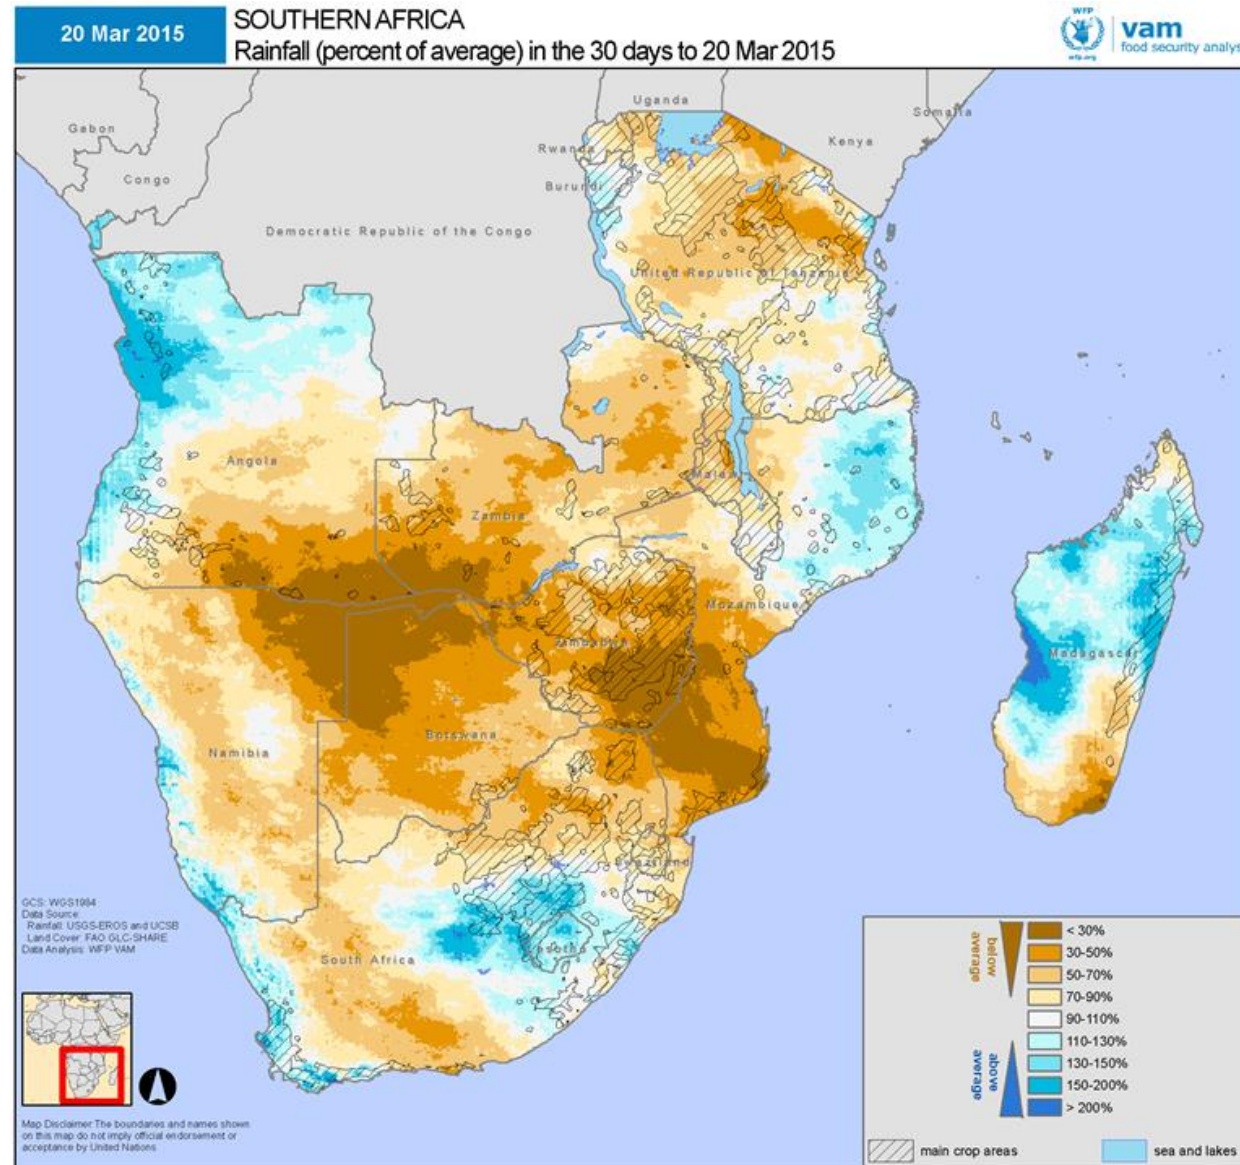 20 Mar 2015
SOUTHERN AFRICA
Rainfall (percent of average) in the 30 days to 20 Mar 2015
WFP
wfp.org
vam
food security analys
Gabon
Congo
Democratic Republic of the Congo
Uganda
Rwanda
Burundi
Kenya
Somalia
United Republic of Tanzania
Angola
Zambia
Malawi
Mozambique
Zimbabwe
Madagascar
Namibia
Botswana
Swaziland
Lesotho
South Africa
GCS: WGS1984
Data Source:
Rainfall: USGS-EROS and UCSB
Land Cover: FAO GLC-SHARE
Data Analysis: WFP VAM
Map Disclaimer: The boundaries and names shown
on this map do not imply official endorsement or
acceptance by United Nations
below
average
above
average
< 30%
30-50%
50-70%
70-90%
90-110%
110-130%
130-150%
150-200%
> 200%
main crop areas
sea and lakes